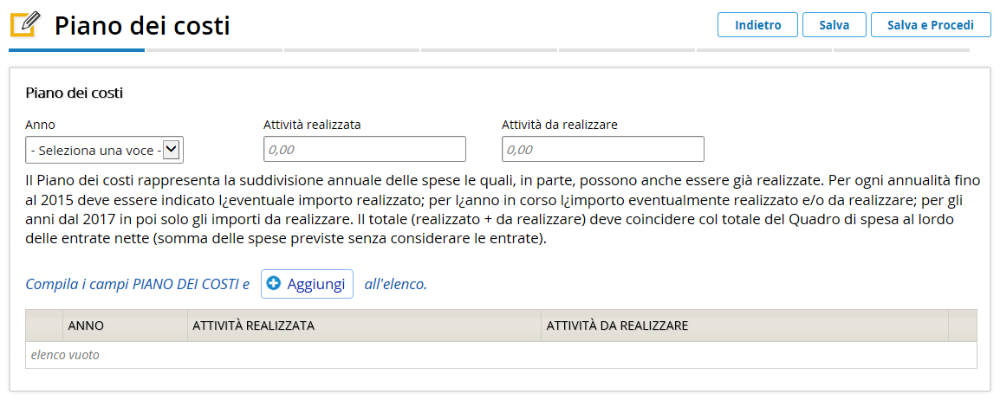 Piano dei costi
Indietro
Salva
Salva e Procedi
Piano dei costi
Anno
Attività realizzata
Attività da realizzare
- Seleziona una voce -
0,00
0,00
Il Piano dei costi rappresenta la suddivisione annuale delle spese le quali, in parte, possono anche essere già realizzate. Per ogni annualità fino
al 2015 deve essere indicato l¿eventuale importo realizzato; per l¿anno in corso l¿importo eventualmente realizzato e/o da realizzare; per gli
anni dal 2017 in poi solo gli importi da realizzare. Il totale (realizzato + da realizzare) deve coincidere col totale del Quadro di spesa al lordo
delle entrate nette (somma delle spese previste senza considerare le entrate).
Compila i campi PIANO DEI COSTI e Aggiungi all'elenco.
ANNO ATTIVITÀ REALIZZATA ATTIVITÀ DA REALIZZARE
elenco vuoto